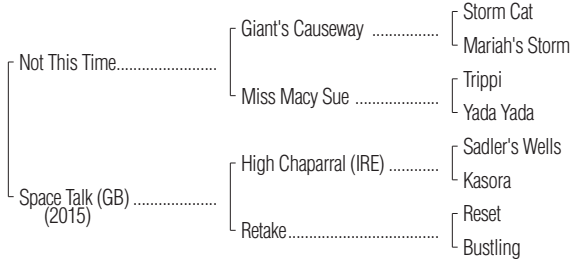 Storm Cat
Giant's Causeway ................
Mariah's Storm
Not This Time........................
Trippi
Miss Macy Sue ....................
Yada Yada
Sadler's Wells
High Chaparral (IRE) ............
Kasora
Space Talk (GB) ....................
(2015)
Reset
Retake....................................
Bustling